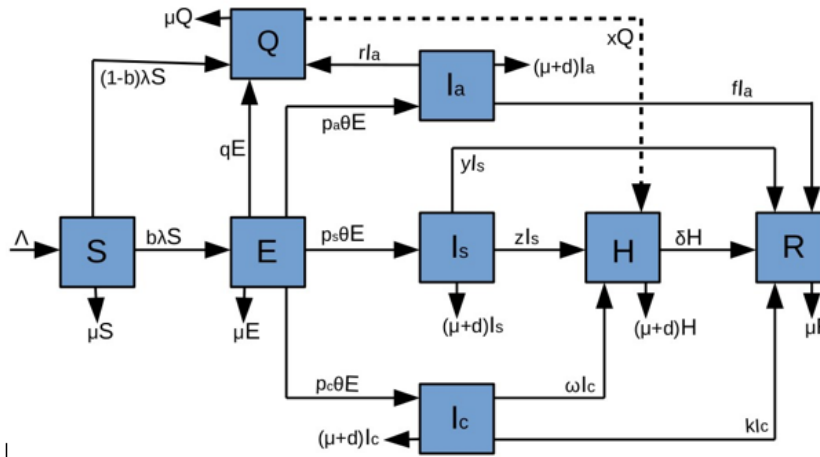 μQ
Q
xQ
(1-b)λS
rIa
Ia
(μ+d)Ia
fIa
paθE
qE
yIs
Λ
S
bλS
E
psθE
Is
zIs
H
δH
R
μS
μE
(μ+d)Is
(μ+d)H
pcθE
Ic
ωIc
(μ+d)Ic
kIc